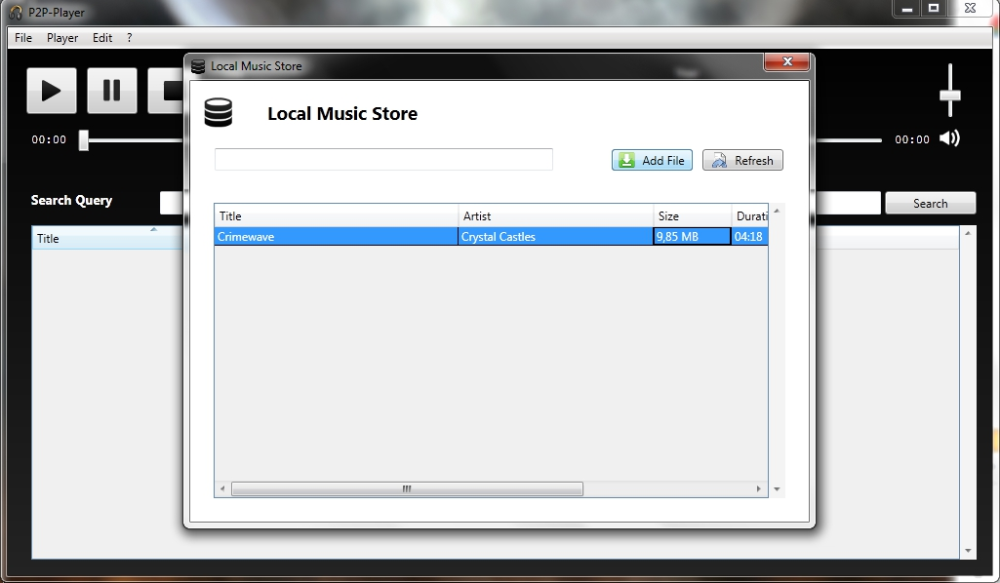 P2P-Player
File Player Edit ?
Local Music Store
Local Music Store
00:00
00:00
Add File
Refresh
Search Query
Search
Title
Title Artist Size Durati
Crimewave Crystal Castles 9,85 MB 04:18